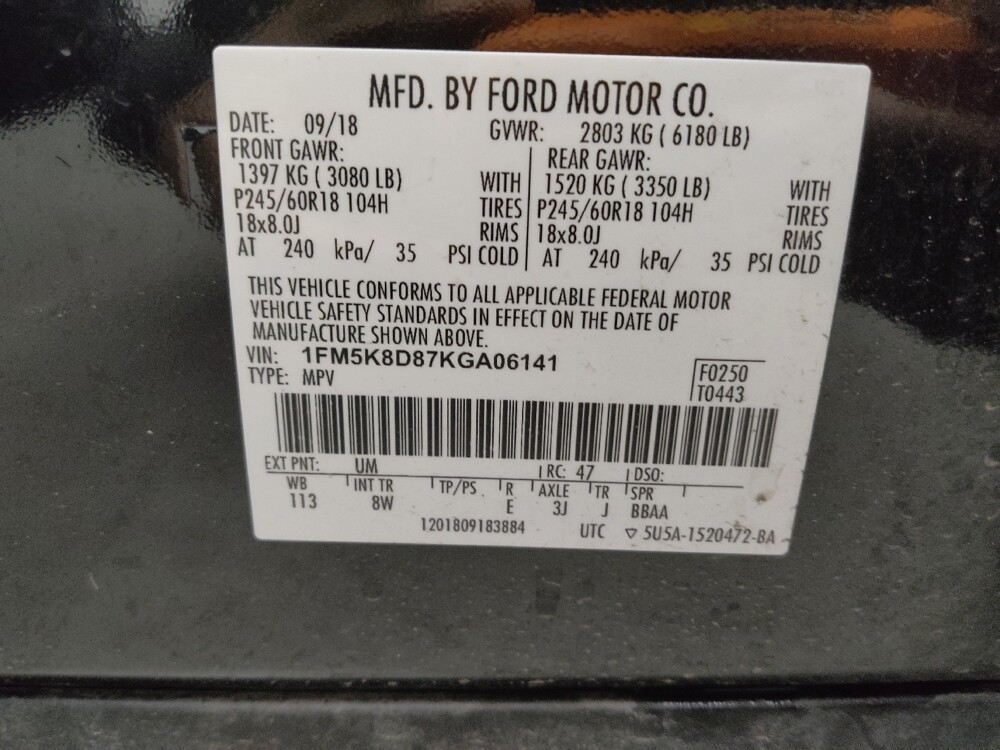 MFD. BY FORD MOTOR CO.
DATE: 09/18 GVWR: 2803 KG ( 6180 LB)
FRONT GAWR: REAR GAWR:
1397 KG ( 3080 LB) WITH 1520 KG ( 3350 LB) WITH
P245/60R18 104H TIRES P245/60R18 104H TIRES
18x8.0J RIMS 18x8.0J RIMS
AT 240 kPa/ 35 PSI COLD AT 240 kPa/ 35 PSI COLD
THIS VEHICLE CONFORMS TO ALL APPLICABLE FEDERAL MOTOR
VEHICLE SAFETY STANDARDS IN EFFECT ON THE DATE OF
MANUFACTURE SHOWN ABOVE.
VIN: 1FM5K8D87KGA06141
TYPE: MPV F0250
T0443
EXT PNT: UM RC: 47 DSO:
WB INT TR TP/PS R AXLE TR SPR
113 8W E 3J J BBAA
1201809183884 UTC ▽ 5U5A-1520472-BA